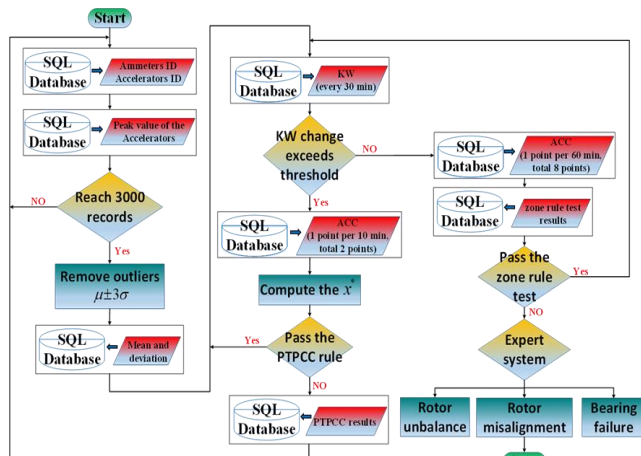 Start
SQL
Database
Ammeters ID
Accelerators ID
SQL
Database
Peak value of the
Accelerators
Reach 3000
records
NO
Yes
Remove outliers
μ±3σ
SQL
Database
Mean and
deviation
SQL
Database
KW
(every 30 min)
KW change
exceeds
threshold
NO
Yes
SQL
Database
ACC
(1 point per 10 min,
total 2 points)
Compute the x*
Pass the
PTPCC rule
Yes
NO
SQL
Database
PTPCC results
SQL
Database
ACC
(1 point per 60 min,
total 8 points)
SQL
Database
zone rule test
results
Pass the
zone rule
test
Yes
NO
Expert
system
Rotor
unbalance
Rotor
misalignment
Bearing
failure